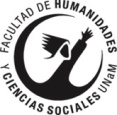 FACULTAD DE HUMANIDADES
Y CIENCIAS SOCIALES UNaM